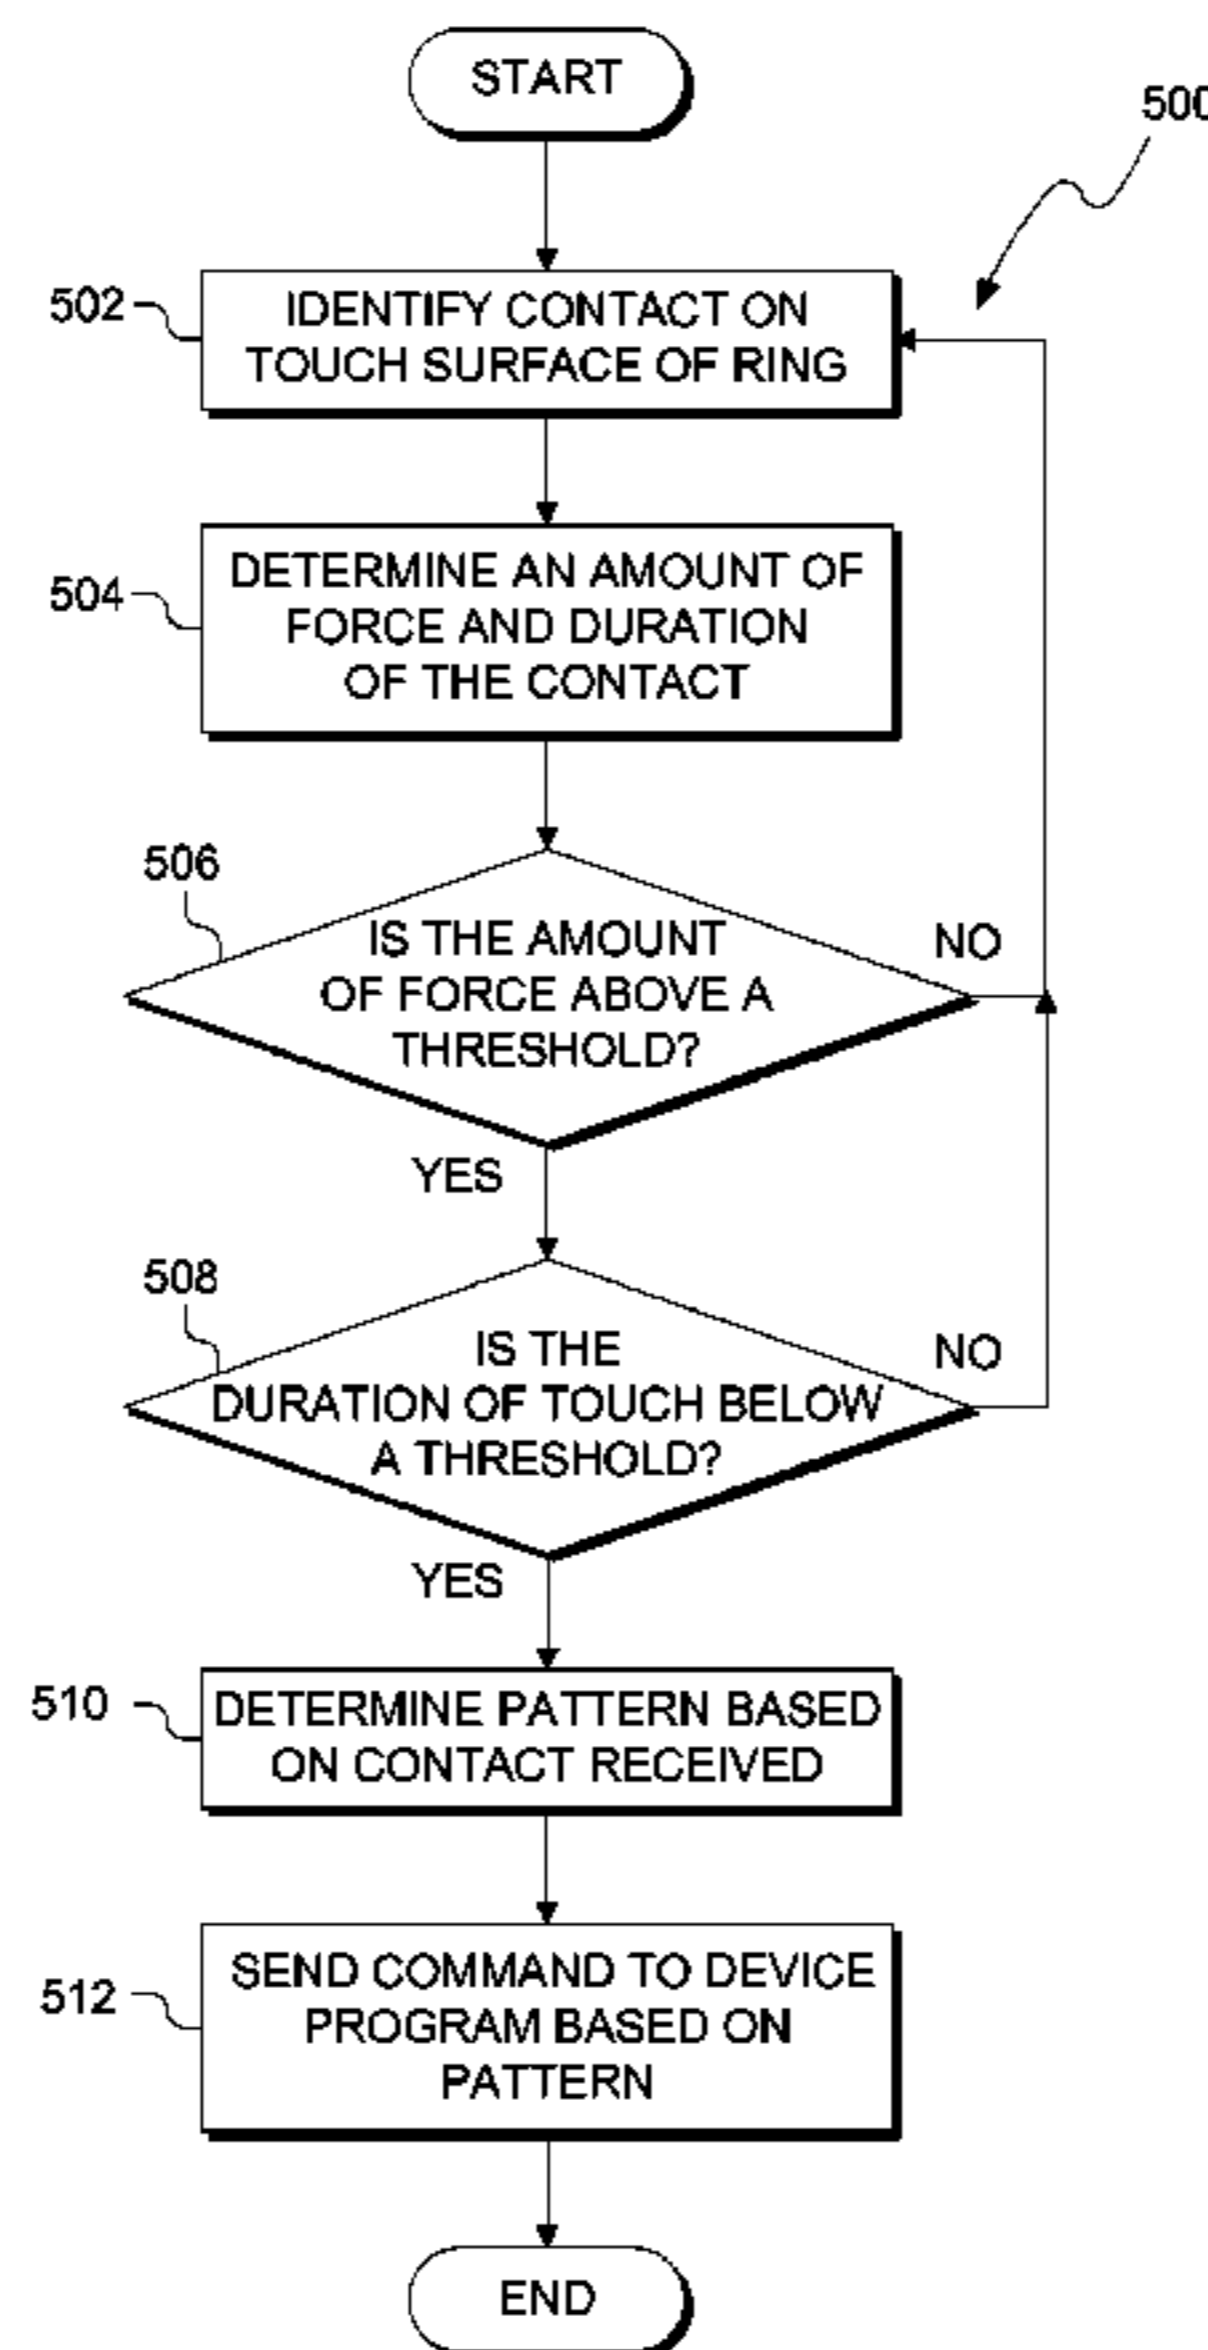 START
500
502
IDENTIFY CONTACT ON
TOUCH SURFACE OF RING
504
DETERMINE AN AMOUNT OF
FORCE AND DURATION
OF THE CONTACT
506
IS THE AMOUNT
OF FORCE ABOVE A
THRESHOLD?
NO
YES
508
IS THE
DURATION OF TOUCH BELOW
A THRESHOLD?
NO
YES
510
DETERMINE PATTERN BASED
ON CONTACT RECEIVED
512
SEND COMMAND TO DEVICE
PROGRAM BASED ON
PATTERN
END